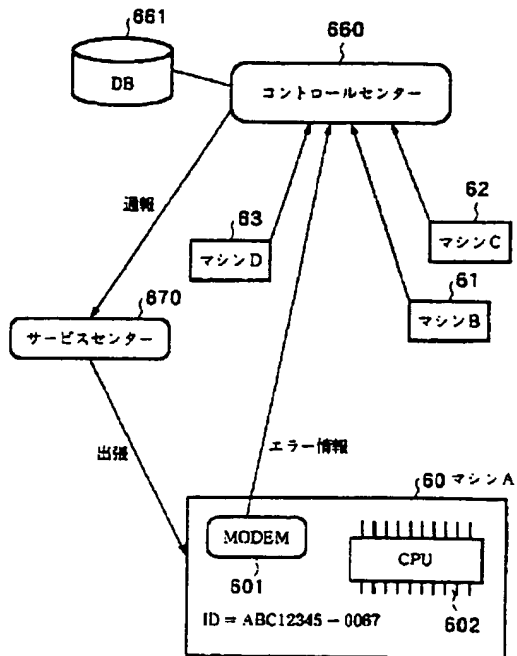 661
DB
660
コントロールセンター
通報
63
マシンD
62
マシンC
61
マシンB
670
サービスセンター
出張
エラー情報
60 マシンA
MODEM
601
CPU
602
ID = ABC12345-0067